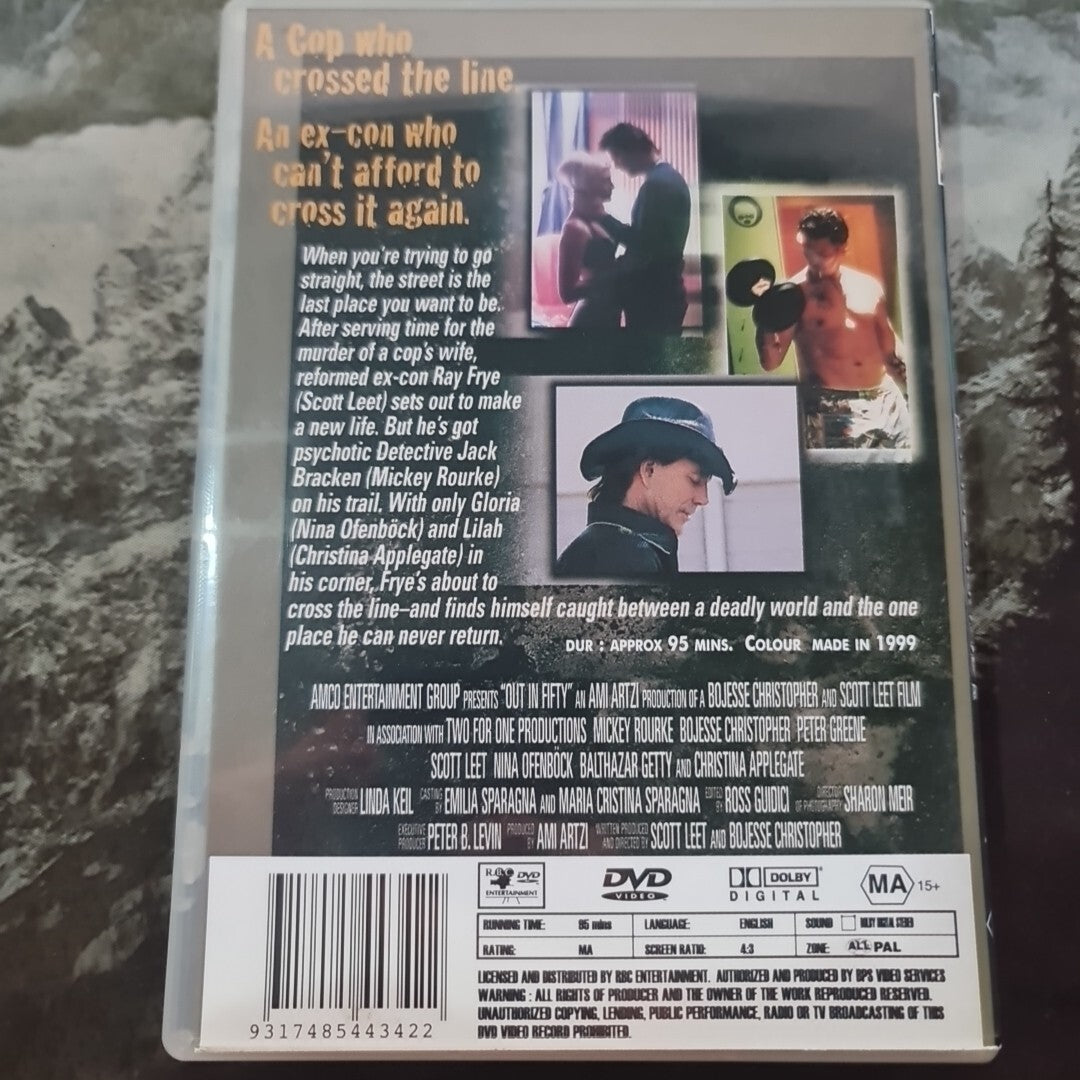 A Cop who
crossed the line.
An ex-con who
can't afford to
cross it again.
When you're trying to go
straight, the street is the
last place you want to be.
After serving time for the
murder of a cop's wife,
reformed ex-con Ray Frye
(Scott Leet) sets out to make
a new life. But he's got
psychotic Detective Jack
Bracken (Mickey Rourke)
on his trail. With only Gloria
(Nina Ofenböck) and Lilah
(Christina Applegate) in
his corner, Frye's about to
cross the line–and finds himself caught between a deadly world and the one
place he can never return.
DUR : APPROX 95 MINS. COLOUR MADE IN 1999
AMCO ENTERTAINMENT GROUP PRESENTS "OUT IN FIFTY" AN AMI ARTZI PRODUCTION OF A BOJESSE CHRISTOPHER AND SCOTT LEET FILM
IN ASSOCIATION WITH TWO FOR ONE PRODUCTIONS MICKEY ROURKE BOJESSE CHRISTOPHER PETER GREENE
SCOTT LEET NINA OFENBÖCK BALTHAZAR GETTY AND CHRISTINA APPLEGATE
PRODUCTION DESIGNER LINDA KEIL CASTING BY EMILIA SPARAGNA AND MARIA CRISTINA SPARAGNA EDITED BY ROSS GUIDICI DIRECTOR OF PHOTOGRAPHY SHARON MEIR
EXECUTIVE PRODUCER PETER B. LEVIN PRODUCED BY AMI ARTZI WRITTEN PRODUCED AND DIRECTED BY SCOTT LEET AND BOJESSE CHRISTOPHER
RBC DVD
ENTERTAINMENT
DVD
VIDEO
DOLBY
DIGITAL
MA 15+
RUNNING TIME: 95 mins LANGUAGE: ENGLISH SOUND
RATING: MA SCREEN RATIO: 4:3 ZONE: ALL PAL
LICENSED AND DISTRIBUTED BY RBC ENTERTAINMENT. AUTHORIZED AND PRODUCED BY DPS VIDEO SERVICES
WARNING : ALL RIGHTS OF PRODUCER AND THE OWNER OF THE WORK REPRODUCED RESERVED.
UNAUTHORIZED COPYING, LENDING, PUBLIC PERFORMANCE, RADIO OR TV BROADCASTING OF THIS
DVD VIDEO RECORD PROHIBITED.
9317485443422